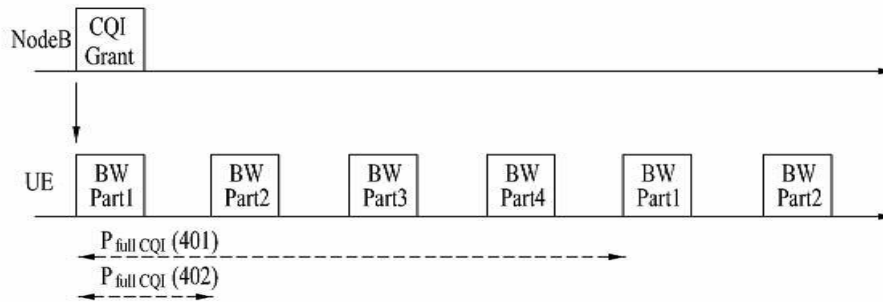 NodeB
CQI
Grant
UE
BW
Part1
BW
Part2
BW
Part3
BW
Part4
BW
Part1
BW
Part2
P full CQI (401)
P full CQI (402)